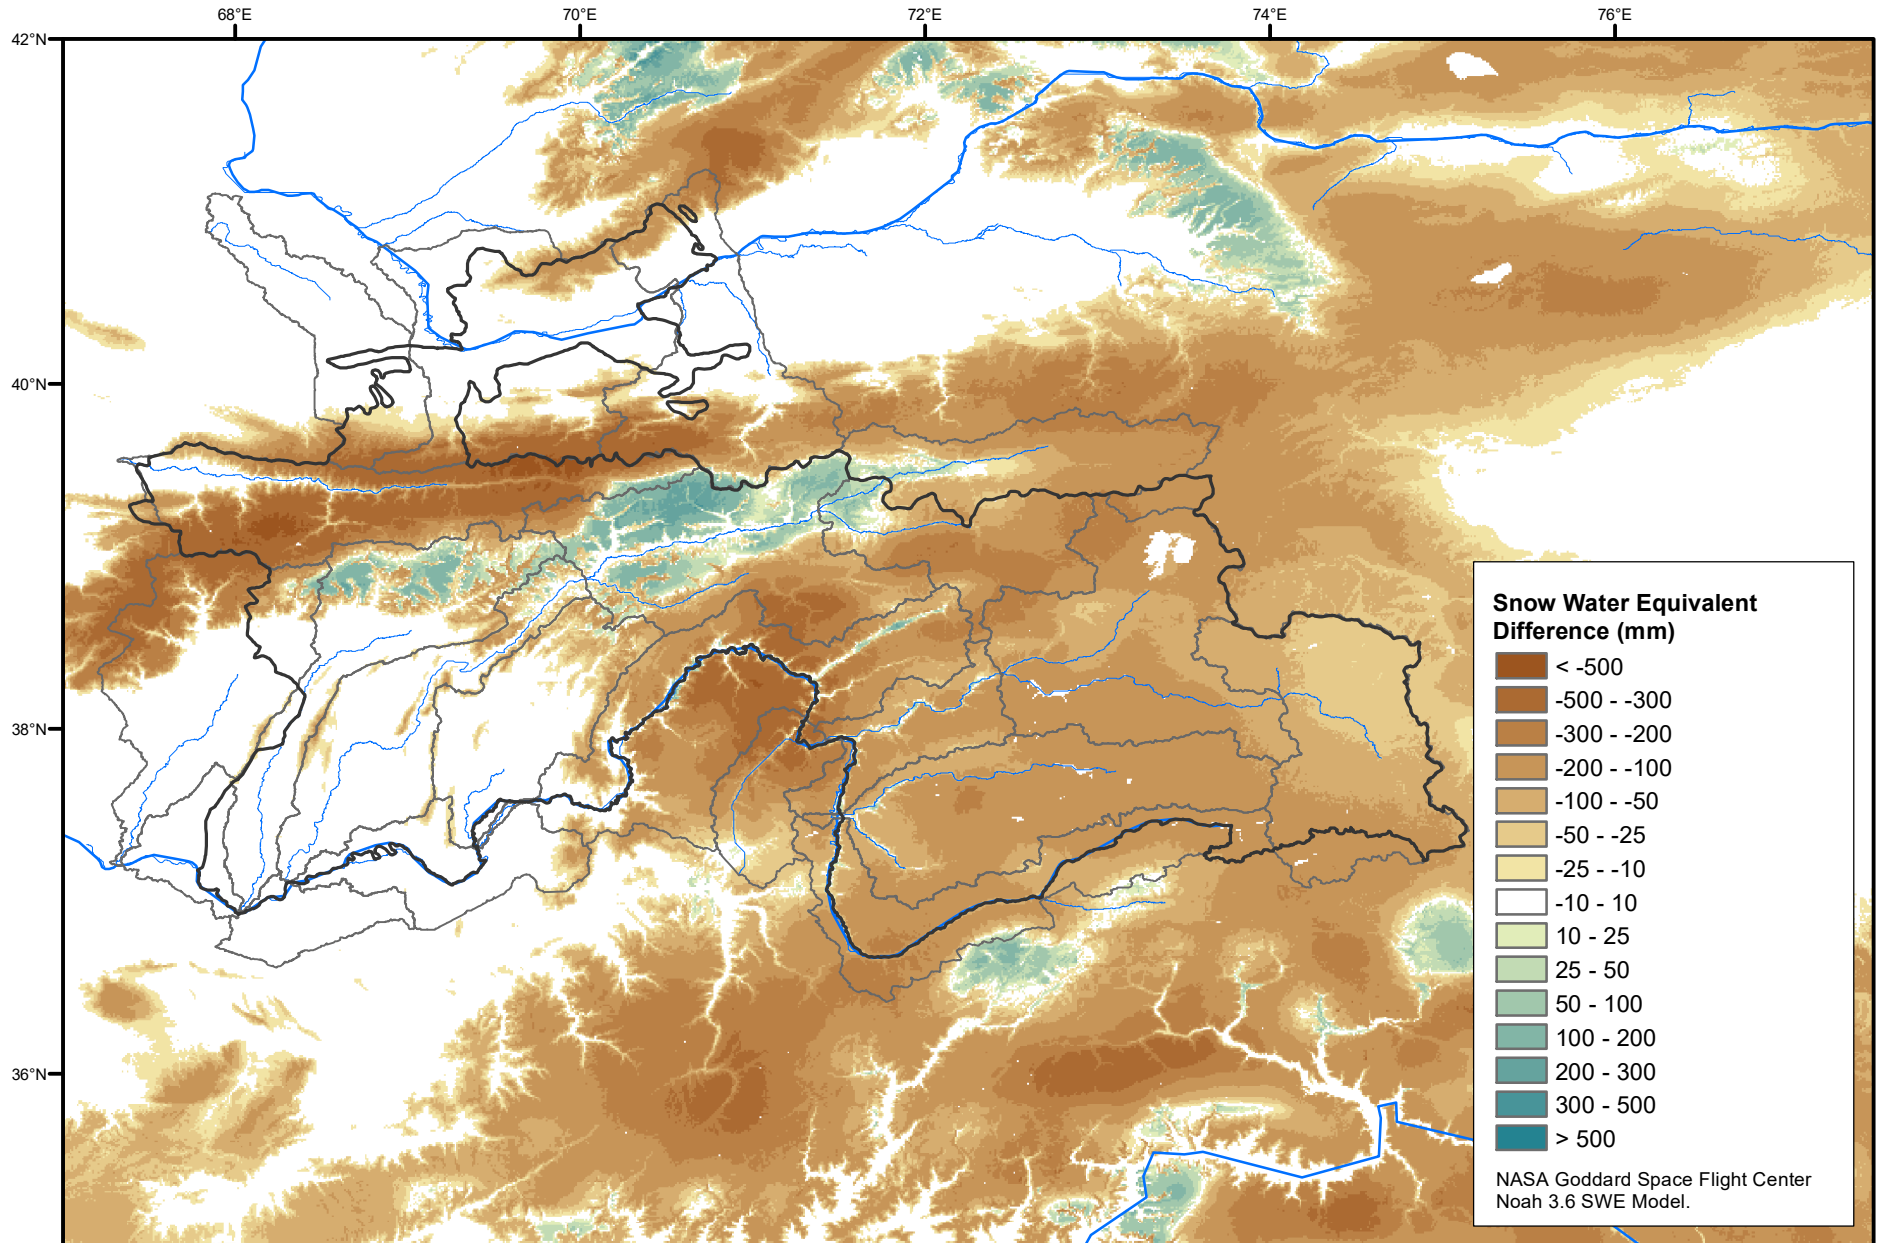 68°E
70°E
72°E
74°E
76°E
42°N
40°N
38°N
36°N
Snow Water Equivalent
Difference (mm)
< -500
-500 - -300
-300 - -200
-200 - -100
-100 - -50
-50 - -25
-25 - -10
-10 - 10
10 - 25
25 - 50
50 - 100
100 - 200
200 - 300
300 - 500
> 500
NASA Goddard Space Flight Center
Noah 3.6 SWE Model.